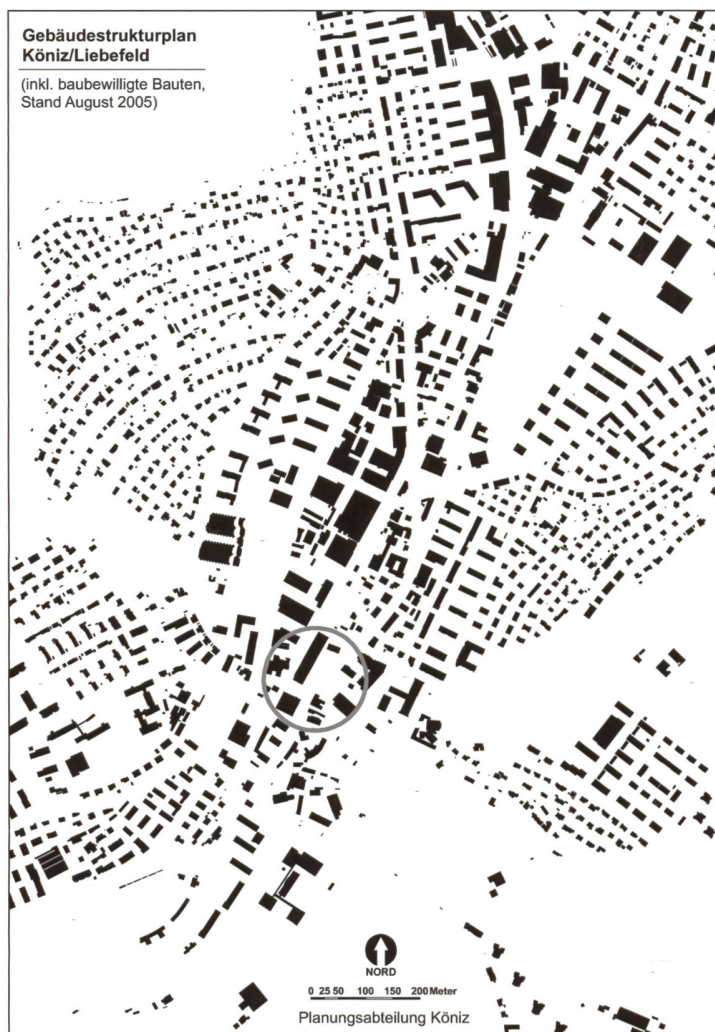 Gebäudestrukturplan
Köniz/Liebefeld
(inkl. baubewilligte Bauten,
Stand August 2005)
NORD
0 25 50 100 150 200 Meter
Planungsabteilung Köniz